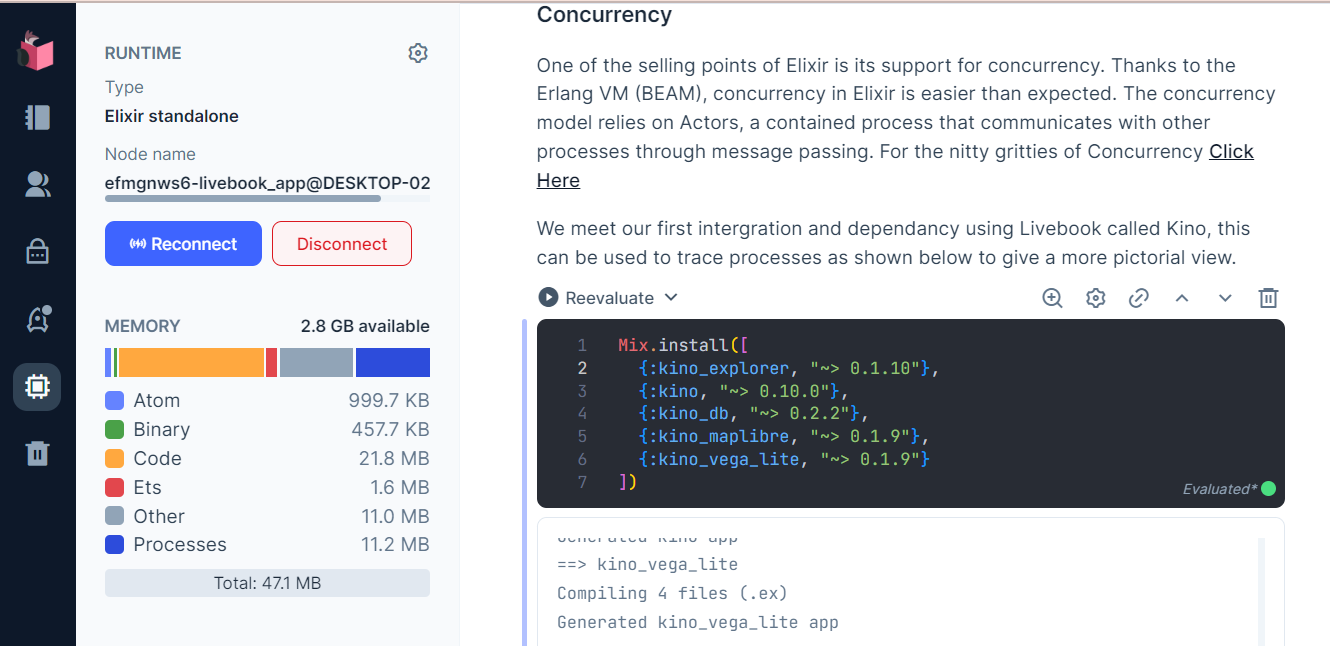 RUNTIME
Type
Elixir standalone
Node name
efmgnws6-livebook_app@DESKTOP-02
Reconnect
Disconnect
MEMORY
2.8 GB available
Atom 999.7 KB
Binary 457.7 KB
Code 21.8 MB
Ets 1.6 MB
Other 11.0 MB
Processes 11.2 MB
Total: 47.1 MB
Concurrency
One of the selling points of Elixir is its support for concurrency. Thanks to the
Erlang VM (BEAM), concurrency in Elixir is easier than expected. The concurrency
model relies on Actors, a contained process that communicates with other
processes through message passing. For the nitty gritties of Concurrency Click
Here
We meet our first intergration and dependancy using Livebook called Kino, this
can be used to trace processes as shown below to give a more pictorial view.
Reevaluate
1 Mix.install([
2 {:kino_explorer, "~> 0.1.10"},
3 {:kino, "~> 0.10.0"},
4 {:kino_db, "~> 0.2.2"},
5 {:kino_maplibre, "~> 0.1.9"},
6 {:kino_vega_lite, "~> 0.1.9"}
7 ])
Evaluated*
Generated kino app
==> kino_vega_lite
Compiling 4 files (.ex)
Generated kino_vega_lite app